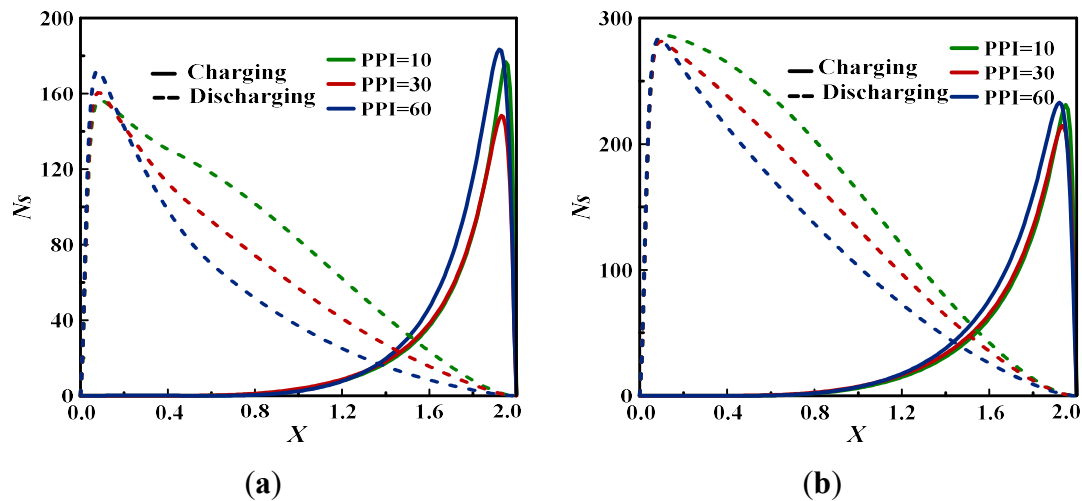 180
160
120
80
40
0
0.0 0.4 0.8 1.2 1.6 2.0
Ns
X
Charging
Discharging
PPI=10
PPI=30
PPI=60
(a)
300
200
100
0
0.0 0.4 0.8 1.2 1.6 2.0
Ns
X
Charging
Discharging
PPI=10
PPI=30
PPI=60
(b)